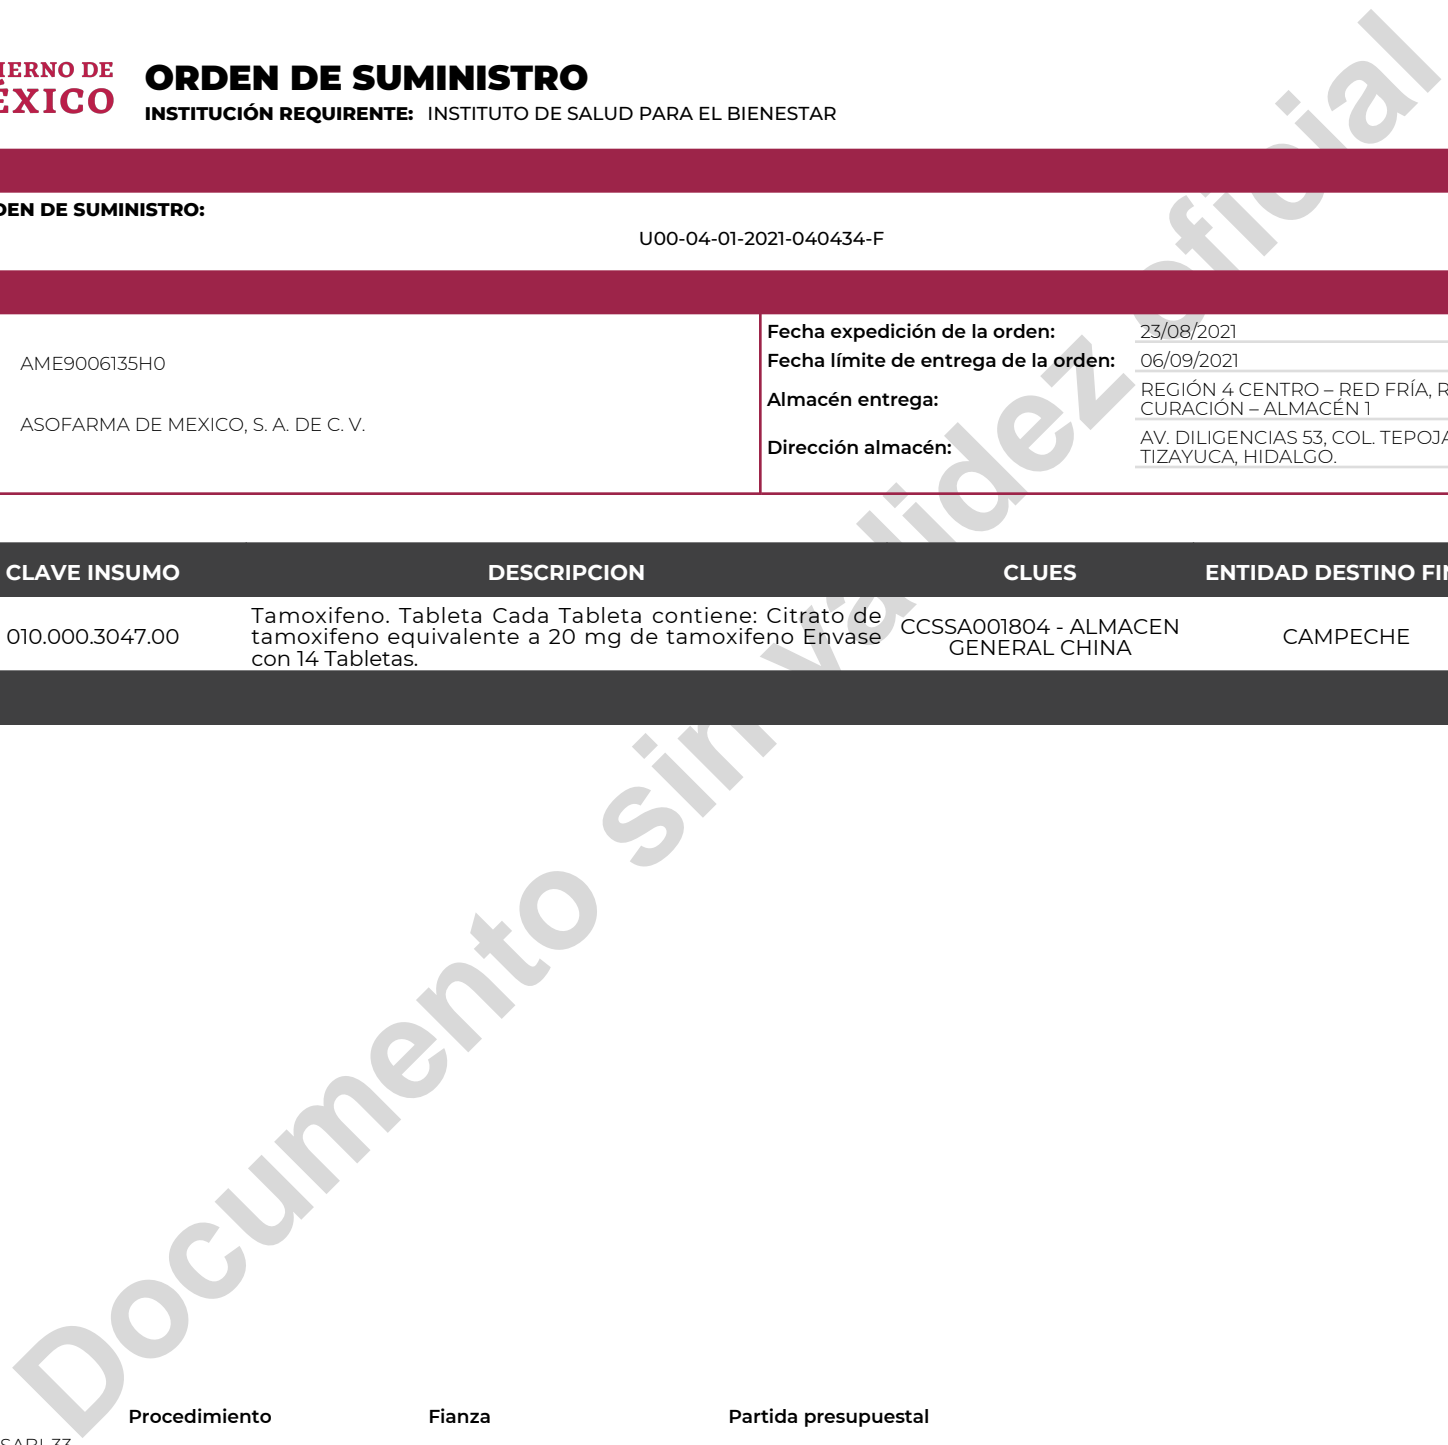 IERNO DE
ÉXICO
ORDEN DE SUMINISTRO
INSTITUCIÓN REQUIRENTE: INSTITUTO DE SALUD PARA EL BIENESTAR
DEN DE SUMINISTRO:
U00-04-01-2021-040434-F
AME9006135H0
ASOFARMA DE MEXICO, S. A. DE C. V.
Fecha expedición de la orden: 23/08/2021
Fecha límite de entrega de la orden: 06/09/2021
Almacén entrega: REGIÓN 4 CENTRO – RED FRÍA, R
CURACIÓN – ALMACÉN 1
Dirección almacén: AV. DILIGENCIAS 53, COL. TEPOJA
TIZAYUCA, HIDALGO.
CLAVE INSUMO DESCRIPCION CLUES ENTIDAD DESTINO FIN
010.000.3047.00
Tamoxifeno. Tableta Cada Tableta contiene: Citrato de
tamoxifeno equivalente a 20 mg de tamoxifeno Envase
con 14 Tabletas.
CCSSA001804 - ALMACEN
GENERAL CHINA
CAMPECHE
Documento sin validez oficial
Procedimiento Fianza Partida presupuestal
SABI-33